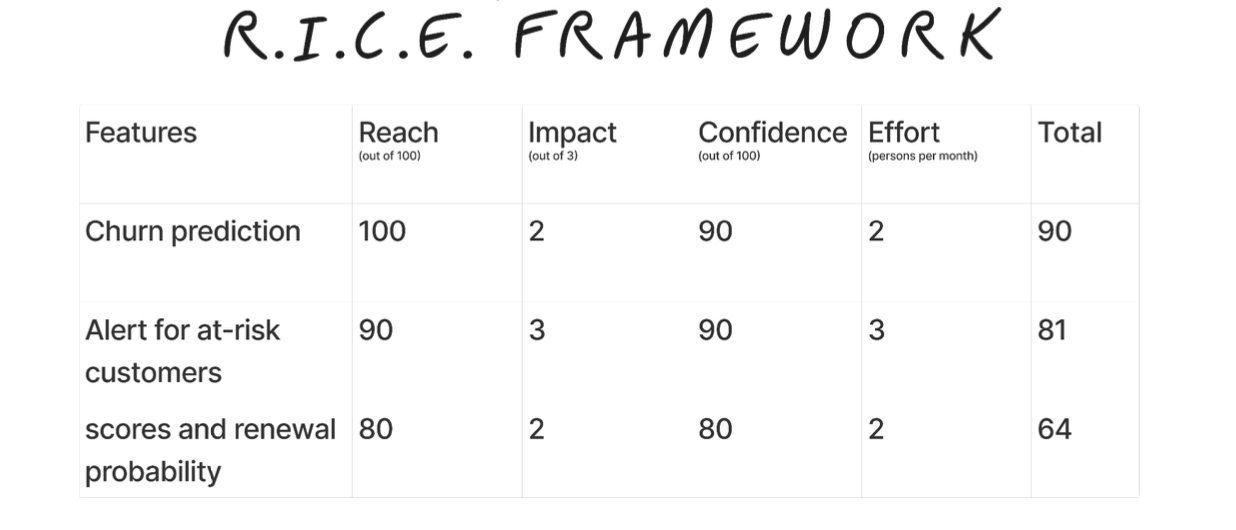 R.I.C.E. FRAMEWORK
Features Reach Impact Confidence Effort Total
(out of 100) (out of 3) (out of 100) (persons per month)
Churn prediction 100 2 90 2 90
Alert for at-risk 90 3 90 3 81
customers
scores and renewal 80 2 80 2 64
probability